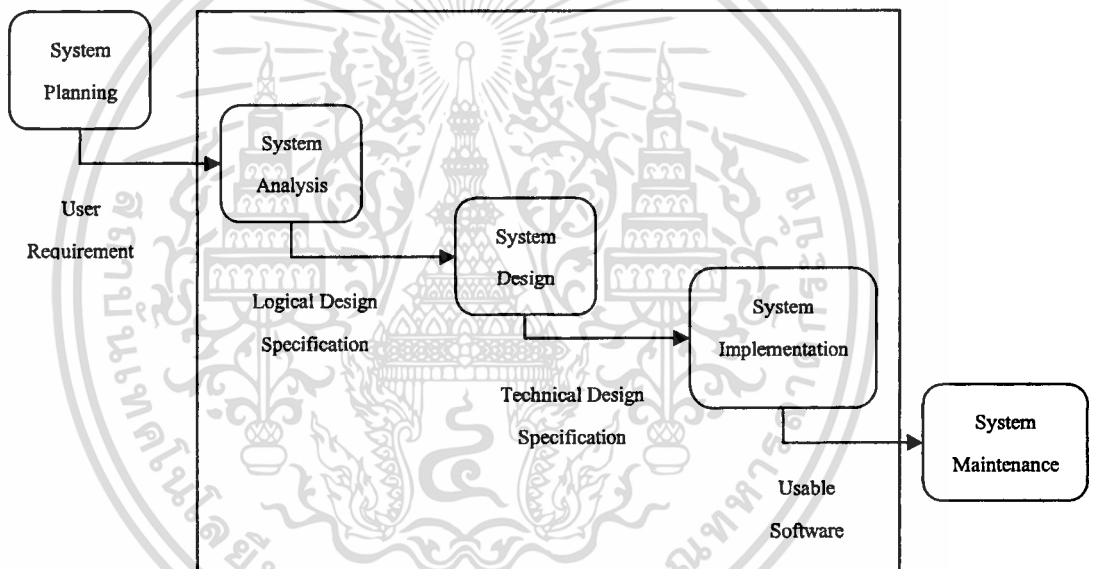 System
Planning
User
Requirement
System
Analysis
Logical Design
Specification
System
Design
Technical Design
Specification
System
Implementation
Usable
Software
System
Maintenance